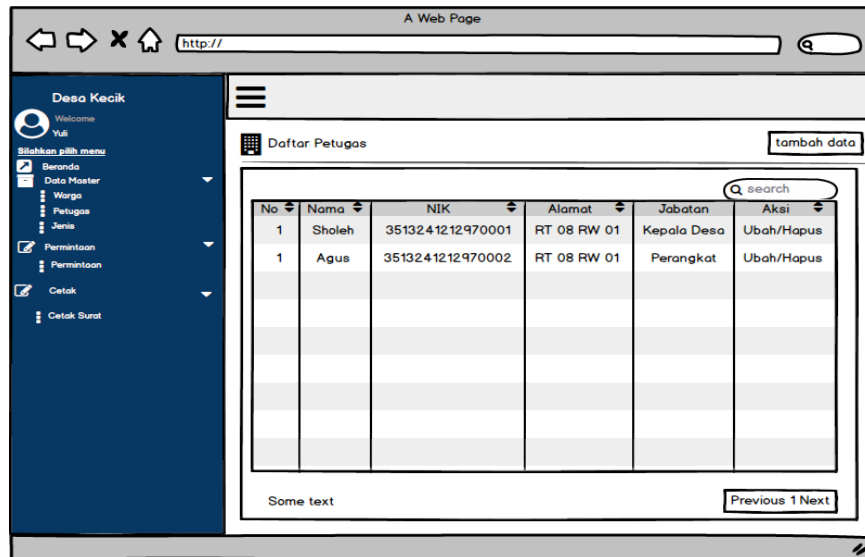 A Web Page
http://
Desa Kecik
Welcome
Yuli
Silahkan pilih menu
Beranda
Data Master
Warga
Petugas
Jenis
Permintaan
Permintaan
Cetak
Cetak Surat
Daftar Petugas
tambah data
search
No Nama NIK Alamat Jabatan Aksi
1 Sholeh 3513241212970001 RT 08 RW 01 Kepala Desa Ubah/Hapus
1 Agus 3513241212970002 RT 08 RW 01 Perangkat Ubah/Hapus
Some text
Previous 1 Next